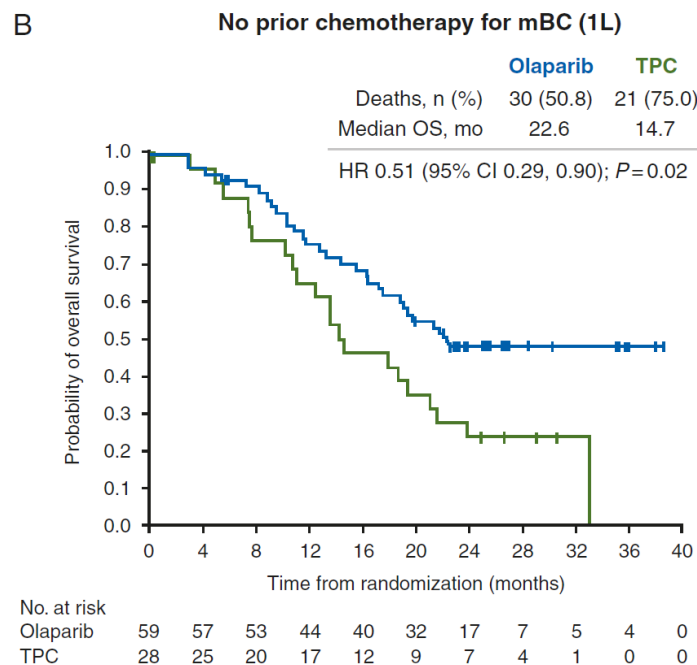 B
No prior chemotherapy for mBC (1L)
Olaparib TPC
Deaths, n (%) 30 (50.8) 21 (75.0)
Median OS, mo 22.6 14.7
HR 0.51 (95% CI 0.29, 0.90); P=0.02
Probability of overall survival
1.0
0.9
0.8
0.7
0.6
0.5
0.4
0.3
0.2
0.1
0.0
0 4 8 12 16 20 24 28 32 36 40
Time from randomization (months)
No. at risk
Olaparib 59 57 53 44 40 32 17 7 5 4 0
TPC 28 25 20 17 12 9 7 4 1 0 0